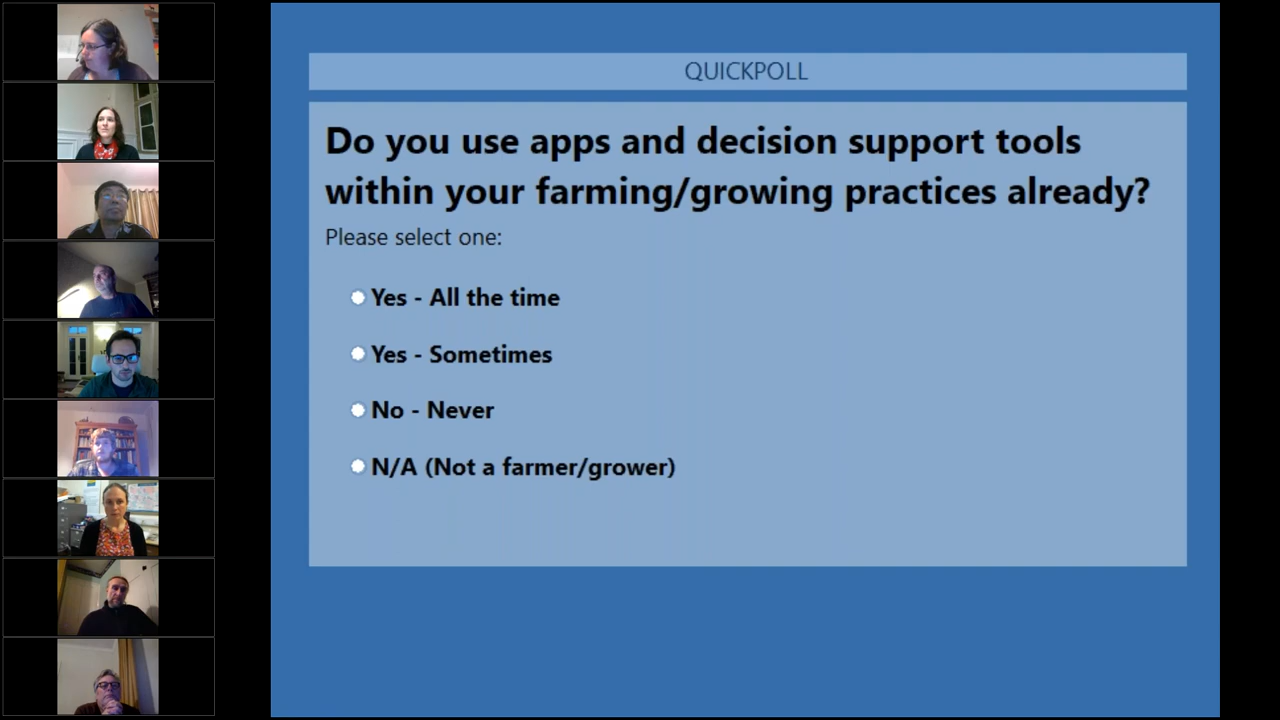 QUICKPOLL
Do you use apps and decision support tools
within your farming/growing practices already?
Please select one:
Yes - All the time
Yes - Sometimes
No - Never
N/A (Not a farmer/grower)